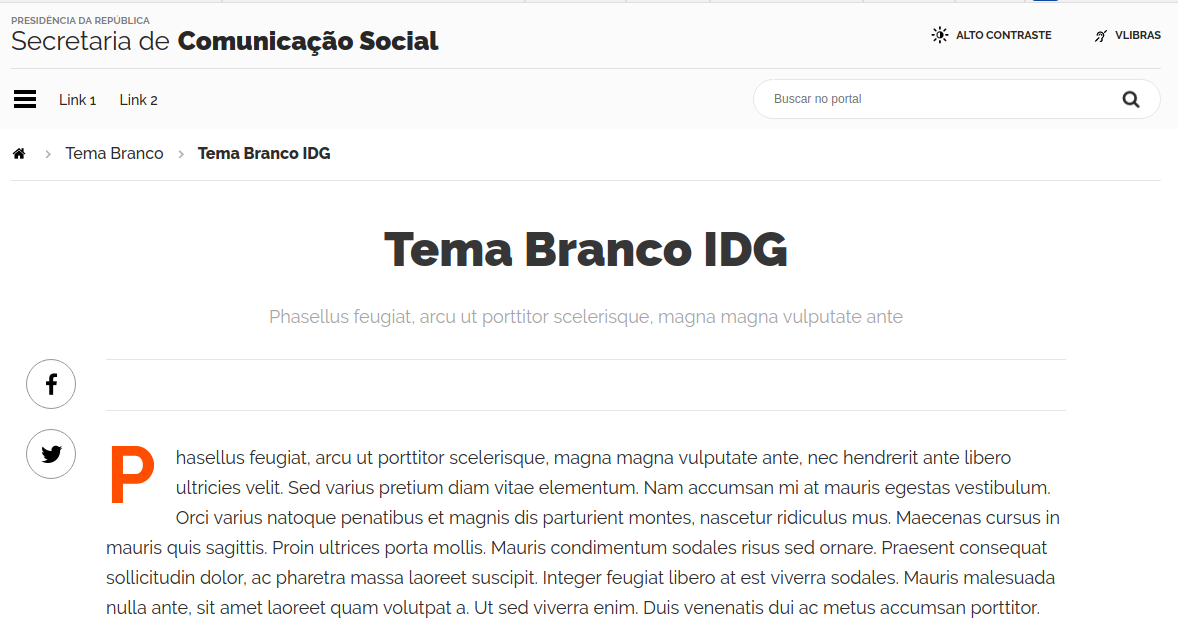 PRESIDÊNCIA DA REPÚBLICA
Secretaria de Comunicação Social
ALTO CONTRASTE
VLIBRAS
Link 1
Link 2
Buscar no portal
Tema Branco
Tema Branco IDG
Tema Branco IDG
Phasellus feugiat, arcu ut porttitor scelerisque, magna magna vulputate ante
Phasellus feugiat, arcu ut porttitor scelerisque, magna magna vulputate ante, nec hendrerit ante libero
ultricies velit. Sed varius pretium diam vitae elementum. Nam accumsan mi at mauris egestas vestibulum.
Orci varius natoque penatibus et magnis dis parturient montes, nascetur ridiculus mus. Maecenas cursus in
mauris quis sagittis. Proin ultrices porta mollis. Mauris condimentum sodales risus sed ornare. Praesent consequat
sollicitudin dolor, ac pharetra massa laoreet suscipit. Integer feugiat libero at est viverra sodales. Mauris malesuada
nulla ante, sit amet laoreet quam volutpat a. Ut sed viverra enim. Duis venenatis dui ac metus accumsan porttitor.